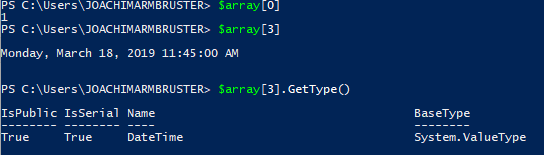 PS C:\Users\JOACHIMARMBRUSTER> $array[0]
1
PS C:\Users\JOACHIMARMBRUSTER> $array[3]
Monday, March 18, 2019 11:45:00 AM
PS C:\Users\JOACHIMARMBRUSTER> $array[3].GetType()
IsPublic IsSerial Name BaseType
-------- -------- ---- --------
True True DateTime System.ValueType